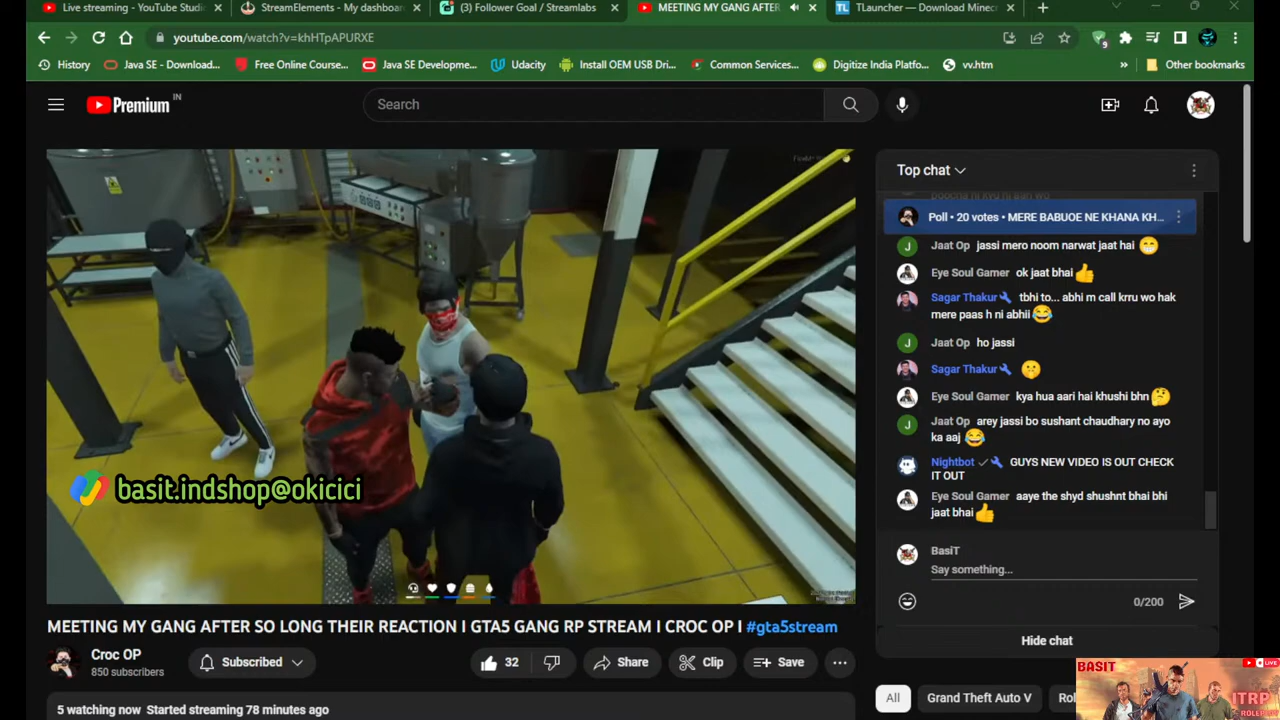 Live streaming - YouTube Studi
StreamElements - My dashboar
(3) Follower Goal / Streamlabs
MEETING MY GANG AFTER
TLauncher — Download Minec
youtube.com/watch?v=khHTpAPURXE
9
History
Java SE - Download...
Free Online Course...
Java SE Developme...
Udacity
Install OEM USB Driv...
Common Services...
Digitize India Platfo...
vv.htm
»
Other bookmarks
Premium IN
Search
Top chat
Poll • 20 votes • MERE BABUOE NE KHANA KH...
Jaat Op jassi mero noom narwat jaat hai
Eye Soul Gamer ok jaat bhai
Sagar Thakur tbhi to... abhi m call krru wo hak
mere paas h ni abhii
Jaat Op ho jassi
Sagar Thakur
Eye Soul Gamer kya hua aari hai khushi bhn
Jaat Op arey jassi bo sushant chaudhary no ayo
ka aaj
Nightbot GUYS NEW VIDEO IS OUT CHECK
IT OUT
Eye Soul Gamer aaye the shyd shushnt bhai bhi
jaat bhai
BasiT
Say something...
0/200
Hide chat
basit.indshop@okicici
MEETING MY GANG AFTER SO LONG THEIR REACTION I GTA5 GANG RP STREAM I CROC OP I #gta5stream
Croc OP
850 subscribers
Subscribed
32
Share
Clip
Save
5 watching now Started streaming 78 minutes ago
All
Grand Theft Auto V
Rol
BASIT
LIVE
ITRP
ROLEPLAY